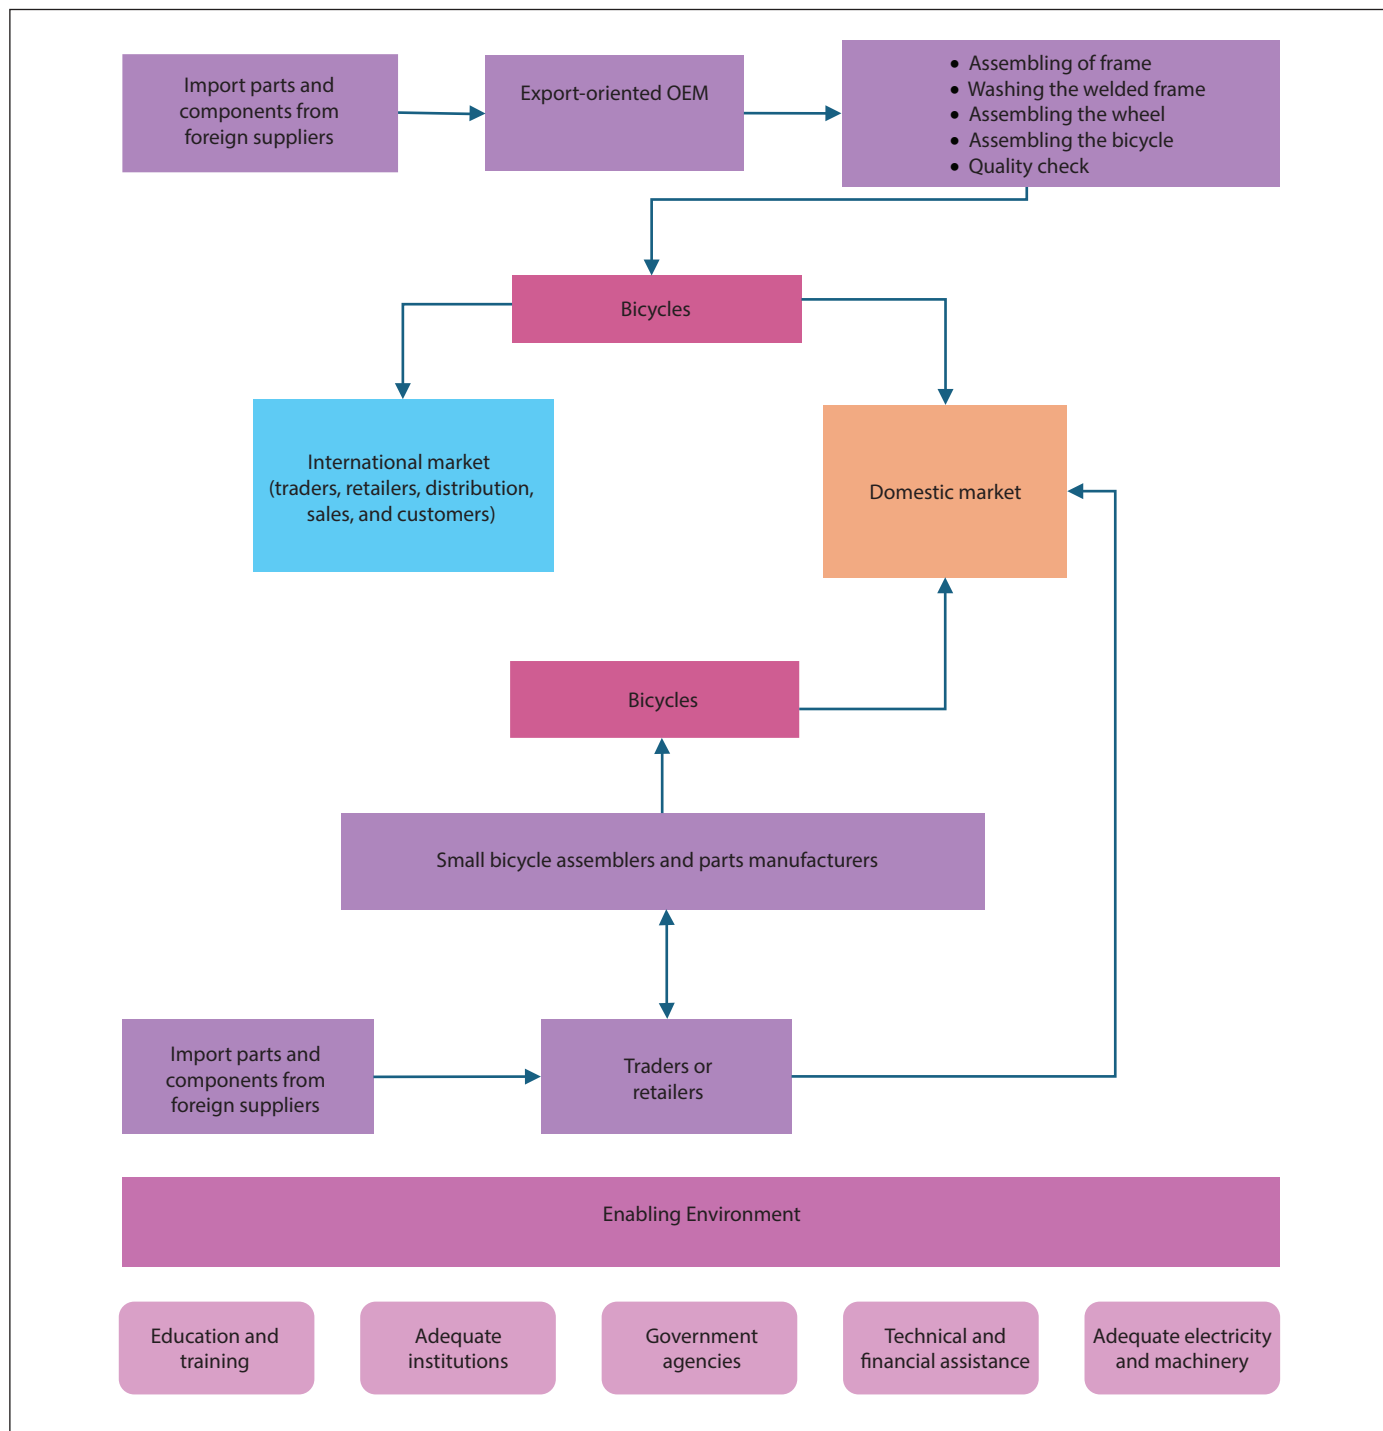 Import parts and
components from
foreign suppliers
Export-oriented OEM
• Assembling of frame
• Washing the welded frame
• Assembling the wheel
• Assembling the bicycle
• Quality check
Bicycles
International market
(traders, retailers, distribution,
sales, and customers)
Domestic market
Bicycles
Small bicycle assemblers and parts manufacturers
Import parts and
components from
foreign suppliers
Traders or
retailers
Enabling Environment
Education and
training
Adequate
institutions
Government
agencies
Technical and
financial assistance
Adequate electricity
and machinery